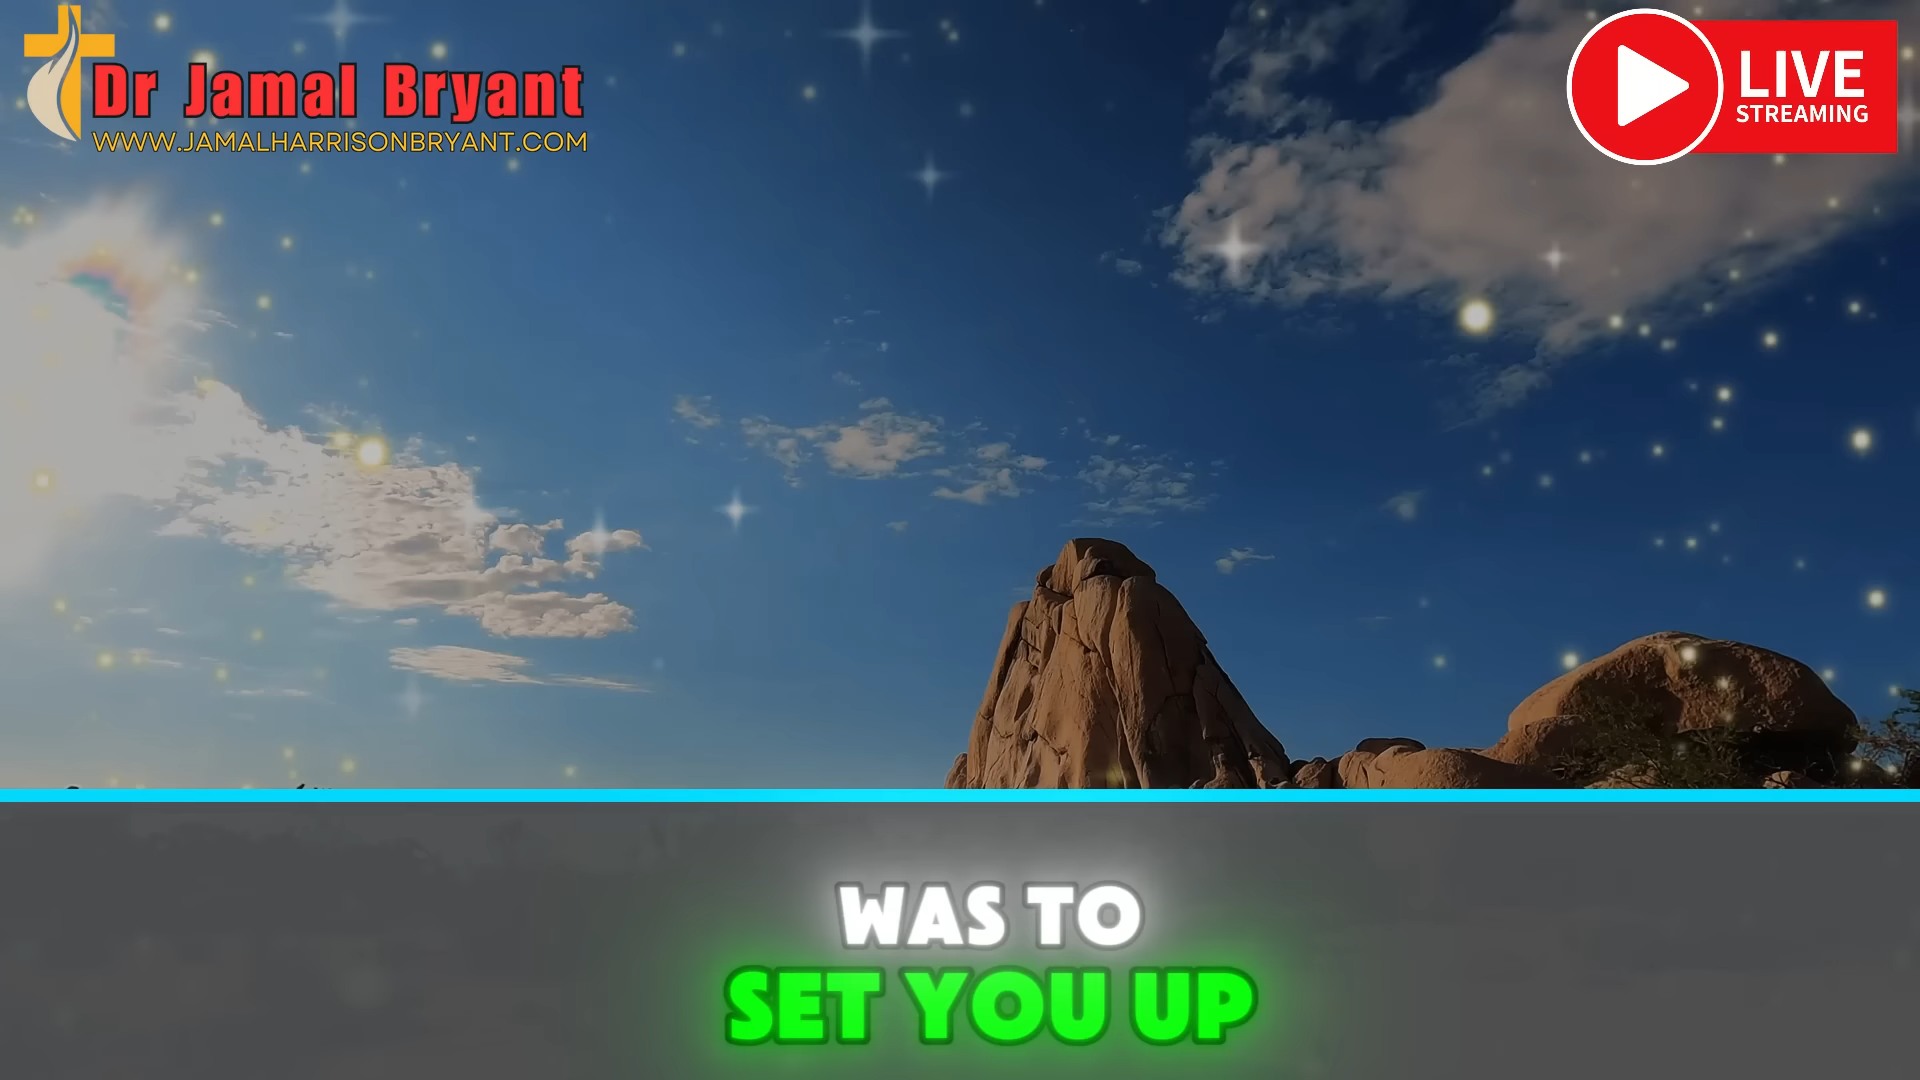 Dr Jamal Bryant
WWW.JAMALHARRISONBRYANT.COM
LIVE
STREAMING
WAS TO
SET YOU UP